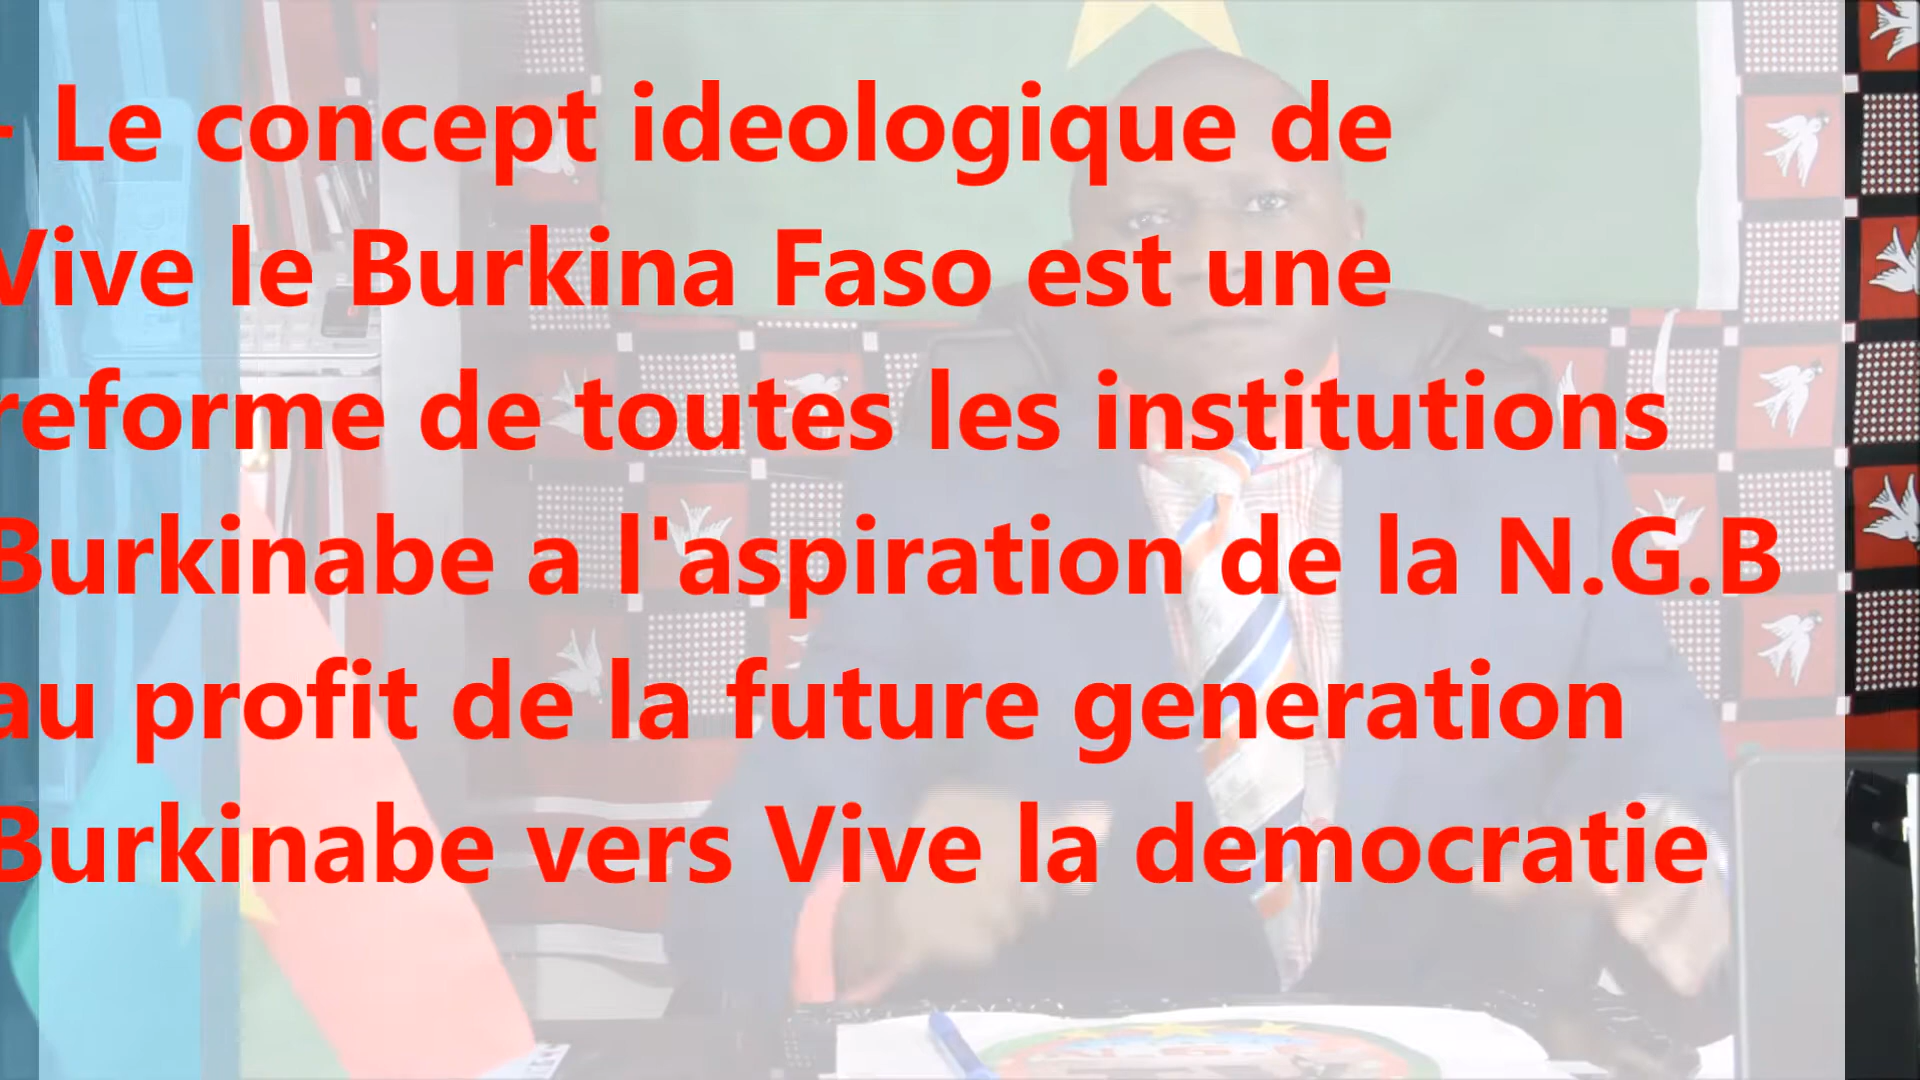 - Le concept ideologique de
Vive le Burkina Faso est une
reforme de toutes les institutions
Burkinabe a l'aspiration de la N.G.B
au profit de la future generation
Burkinabe vers Vive la democratie